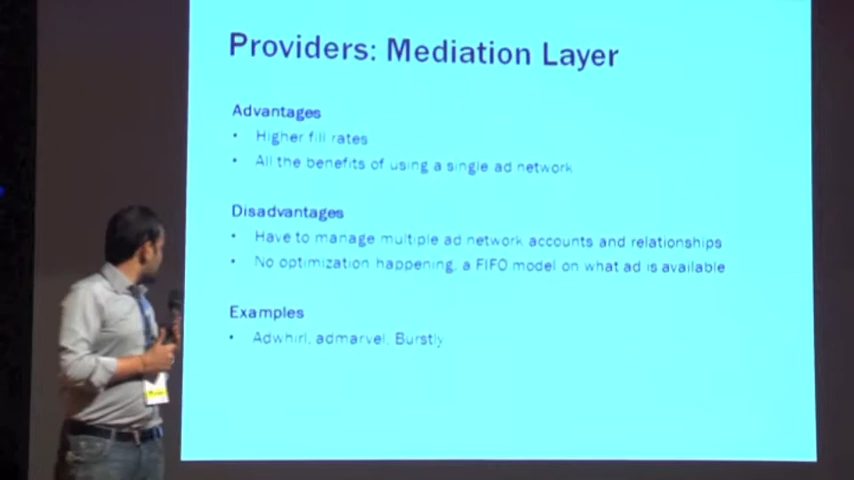 Providers: Mediation Layer
Advantages
• Higher fill rates
• All the benefits of using a single ad network
Disadvantages
• Have to manage multiple ad network accounts and relationships
• No optimization happening, a FIFO model on what ad is available
Examples
• Adwhirl, admarvel, Burstly